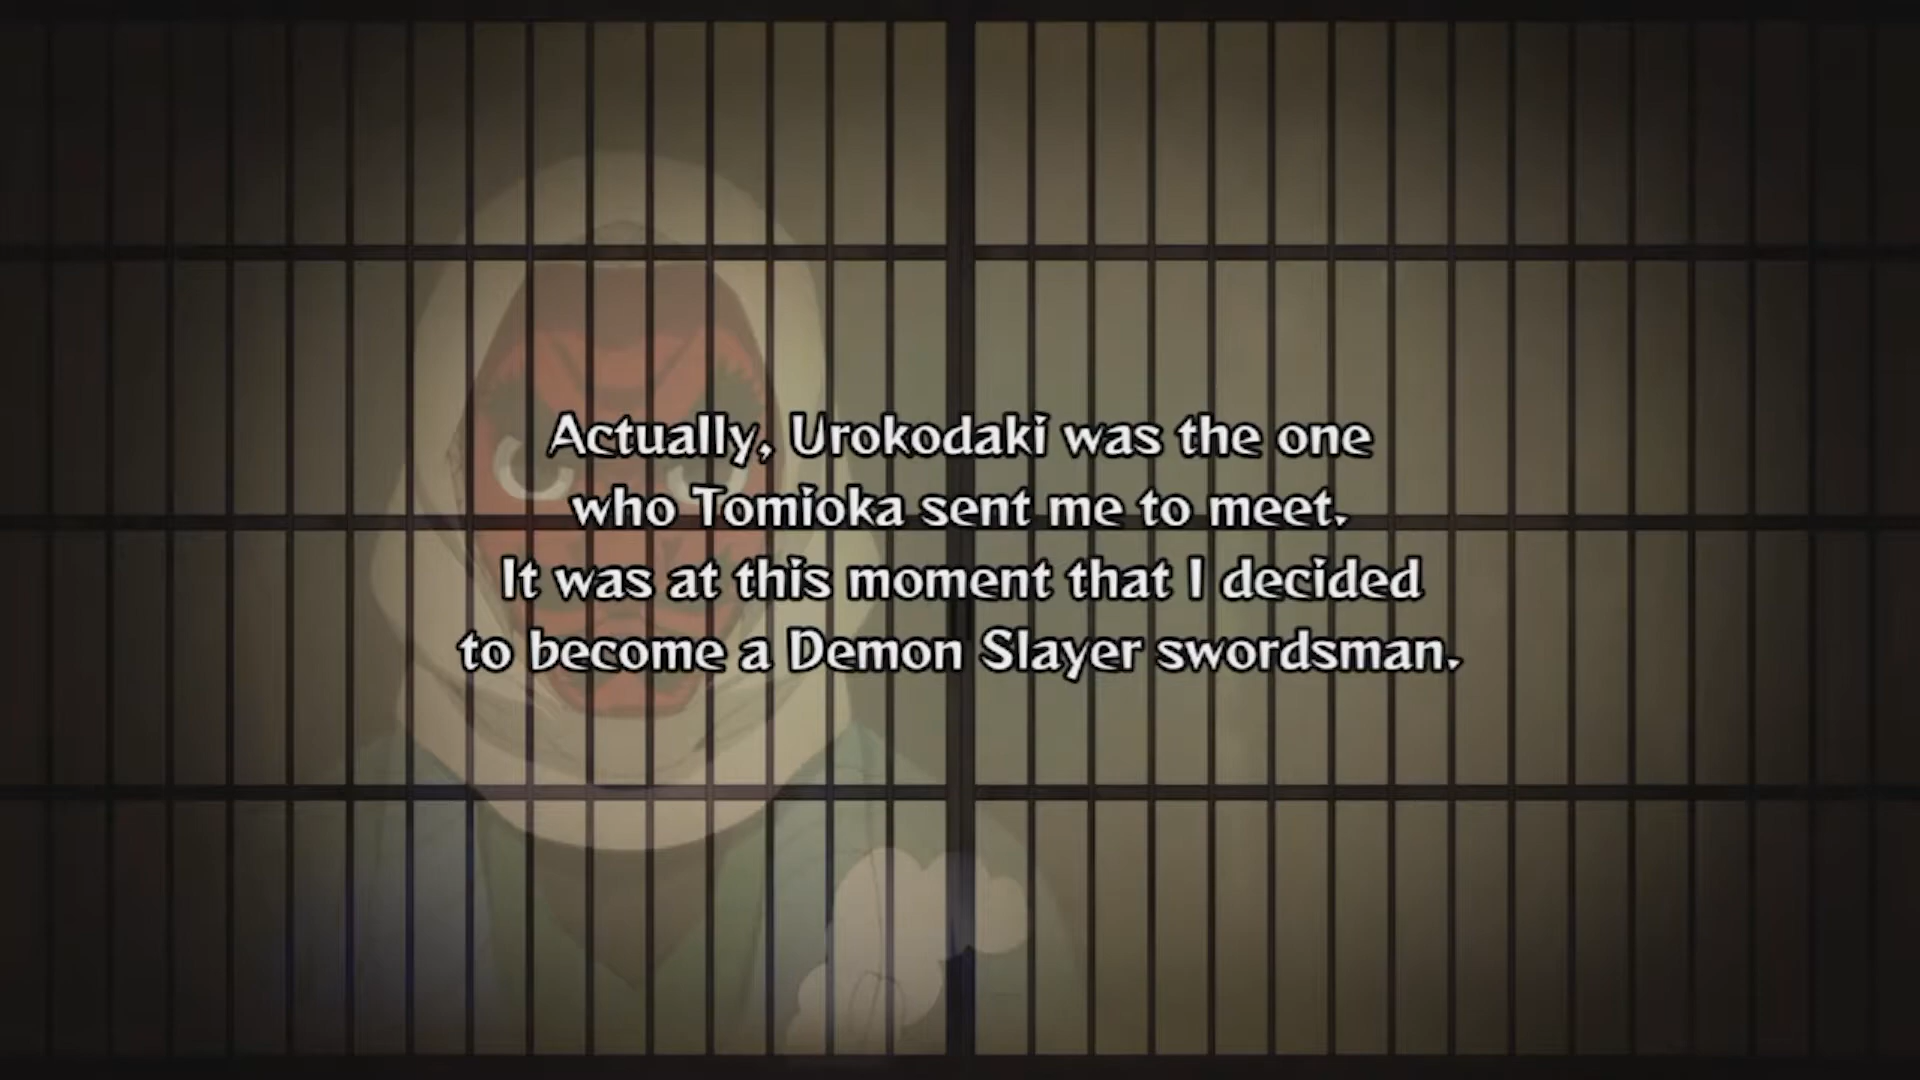 Actually, Urokodaki was the one
who Tomioka sent me to meet.
It was at this moment that I decided
to become a Demon Slayer swordsman.